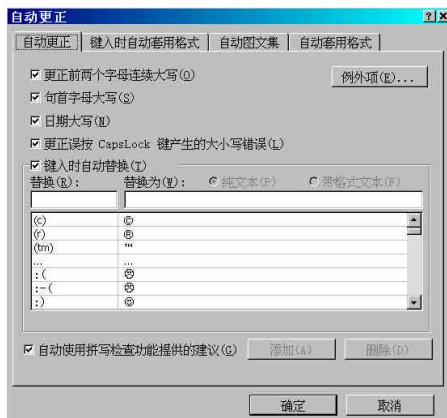 自动更正
自动更正 键入时自动套用格式 自动图文集 自动套用格式
更正前两个字母连续大写(O)
例外项(E)...
句首字母大写(S)
日期大写(N)
更正误按 CapsLock 键产生的大小写错误(L)
键入时自动替换(T)
替换(R): 替换为(W): 纯文本(P) 带格式文本(F)
(c) ©
(r) ®
(tm) ™
... ...
:( ☹
:-( ☹
:) ☺
自动使用拼写检查功能提供的建议(G) 添加(A) 删除(D)
确定 取消